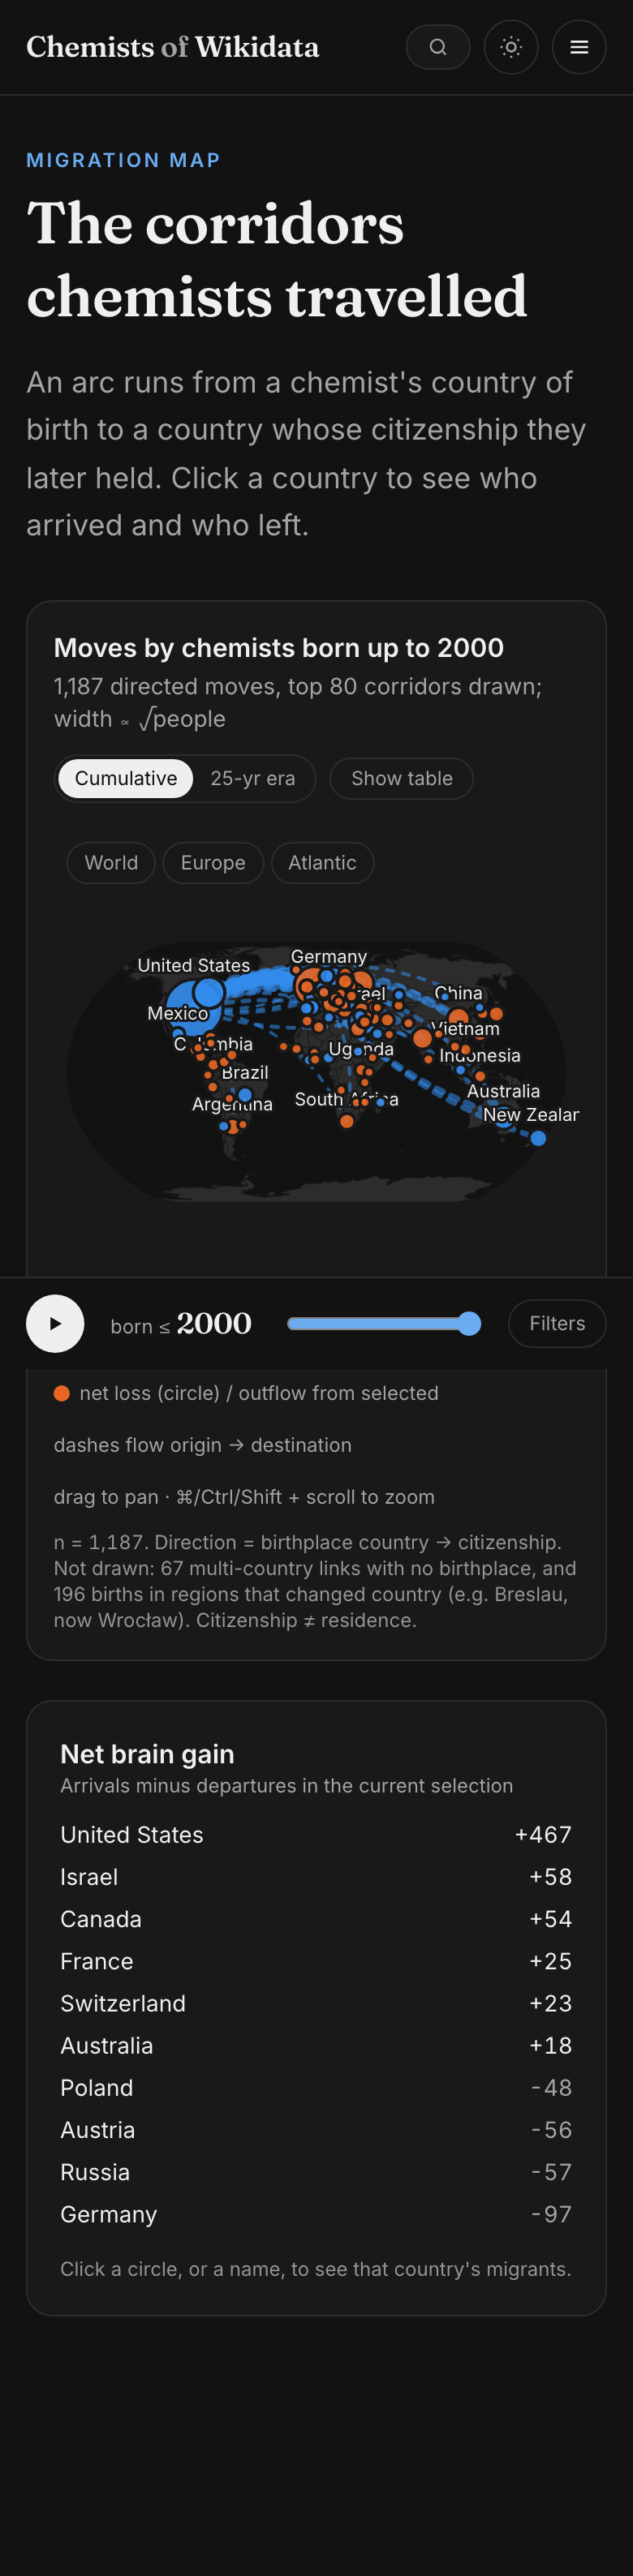 Chemists of Wikidata
MIGRATION MAP
The corridors
chemists travelled
An arc runs from a chemist's country of
birth to a country whose citizenship they
later held. Click a country to see who
arrived and who left.
Moves by chemists born up to 2000
1,187 directed moves, top 80 corridors drawn;
width ∝ √people
Cumulative 25-yr era Show table
World Europe Atlantic
Germany
United States
China
Mexico
Vietnam
Indonesia
Brazil
Australia
Argentina
South Africa
New Zealan
born ≤ 2000 Filters
net loss (circle) / outflow from selected
dashes flow origin → destination
drag to pan · ⌘/Ctrl/Shift + scroll to zoom
n = 1,187. Direction = birthplace country → citizenship.
Not drawn: 67 multi-country links with no birthplace, and
196 births in regions that changed country (e.g. Breslau,
now Wrocław). Citizenship ≠ residence.
Net brain gain
Arrivals minus departures in the current selection
United States +467
Israel +58
Canada +54
France +25
Switzerland +23
Australia +18
Poland -48
Austria -56
Russia -57
Germany -97
Click a circle, or a name, to see that country's migrants.